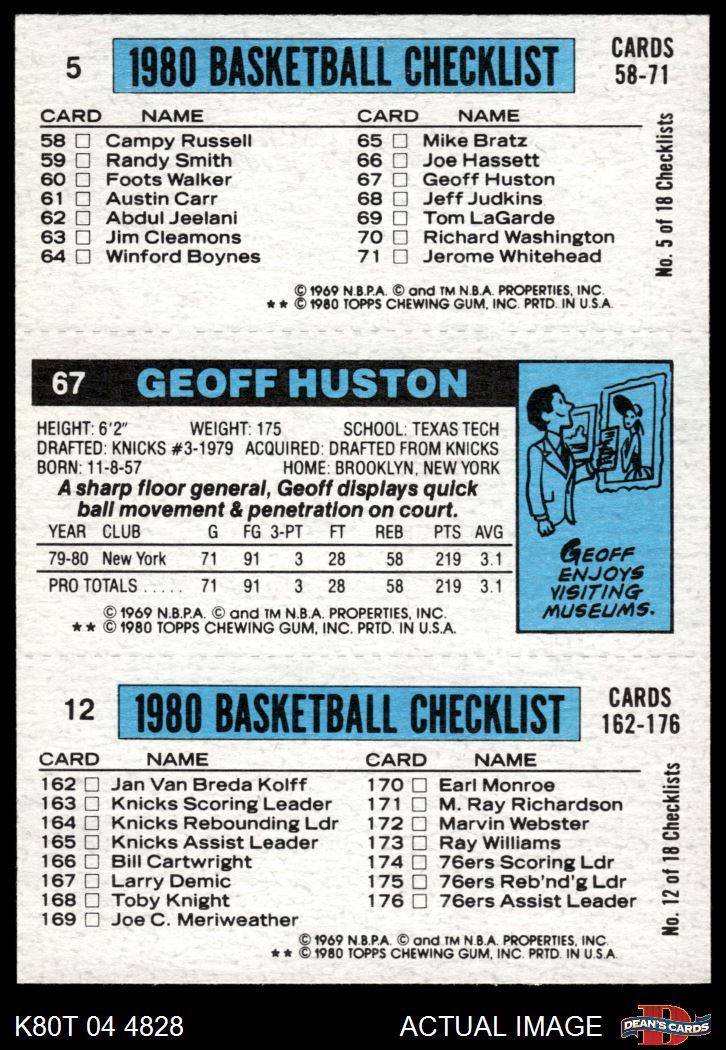 5 1980 BASKETBALL CHECKLIST CARDS 58-71
CARD NAME CARD NAME
58 Campy Russell 65 Mike Bratz
59 Randy Smith 66 Joe Hassett
60 Foots Walker 67 Geoff Huston
61 Austin Carr 68 Jeff Judkins
62 Abdul Jeelani 69 Tom LaGarde
63 Jim Cleamons 70 Richard Washington
64 Winford Boynes 71 Jerome Whitehead
No. 5 of 18 Checklists
© 1969 N.B.P.A. © and TM N.B.A. PROPERTIES, INC.
** © 1980 TOPPS CHEWING GUM, INC. PRTD. IN U.S.A.
67 GEOFF HUSTON
HEIGHT: 6'2" WEIGHT: 175 SCHOOL: TEXAS TECH
DRAFTED: KNICKS #3-1979 ACQUIRED: DRAFTED FROM KNICKS
BORN: 11-8-57 HOME: BROOKLYN, NEW YORK
A sharp floor general, Geoff displays quick
ball movement & penetration on court.
YEAR CLUB G FG 3-PT FT REB PTS AVG
79-80 New York 71 91 3 28 58 219 3.1
PRO TOTALS ..... 71 91 3 28 58 219 3.1
© 1969 N.B.P.A. © and TM N.B.A. PROPERTIES, INC.
** © 1980 TOPPS CHEWING GUM, INC. PRTD. IN U.S.A.
GEOFF
ENJOYS
VISITING
MUSEUMS.
12 1980 BASKETBALL CHECKLIST CARDS 162-176
CARD NAME CARD NAME
162 Jan Van Breda Kolff 170 Earl Monroe
163 Knicks Scoring Leader 171 M. Ray Richardson
164 Knicks Rebounding Ldr 172 Marvin Webster
165 Knicks Assist Leader 173 Ray Williams
166 Bill Cartwright 174 76ers Scoring Ldr
167 Larry Demic 175 76ers Reb'nd'g Ldr
168 Toby Knight 176 76ers Assist Leader
169 Joe C. Meriweather
No. 12 of 18 Checklists
© 1969 N.B.P.A. © and TM N.B.A. PROPERTIES, INC.
** © 1980 TOPPS CHEWING GUM, INC. PRTD. IN U.S.A.
K80T 04 4828 ACTUAL IMAGE DEAN'S CARDS